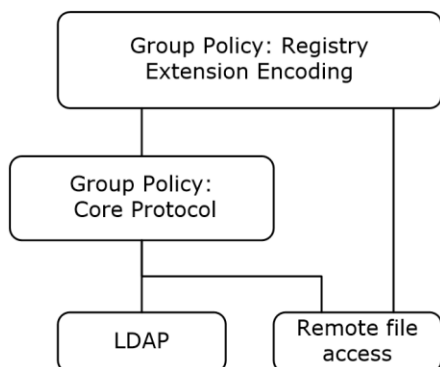 Group Policy: Registry
Extension Encoding
Group Policy:
Core Protocol
LDAP
Remote file
access